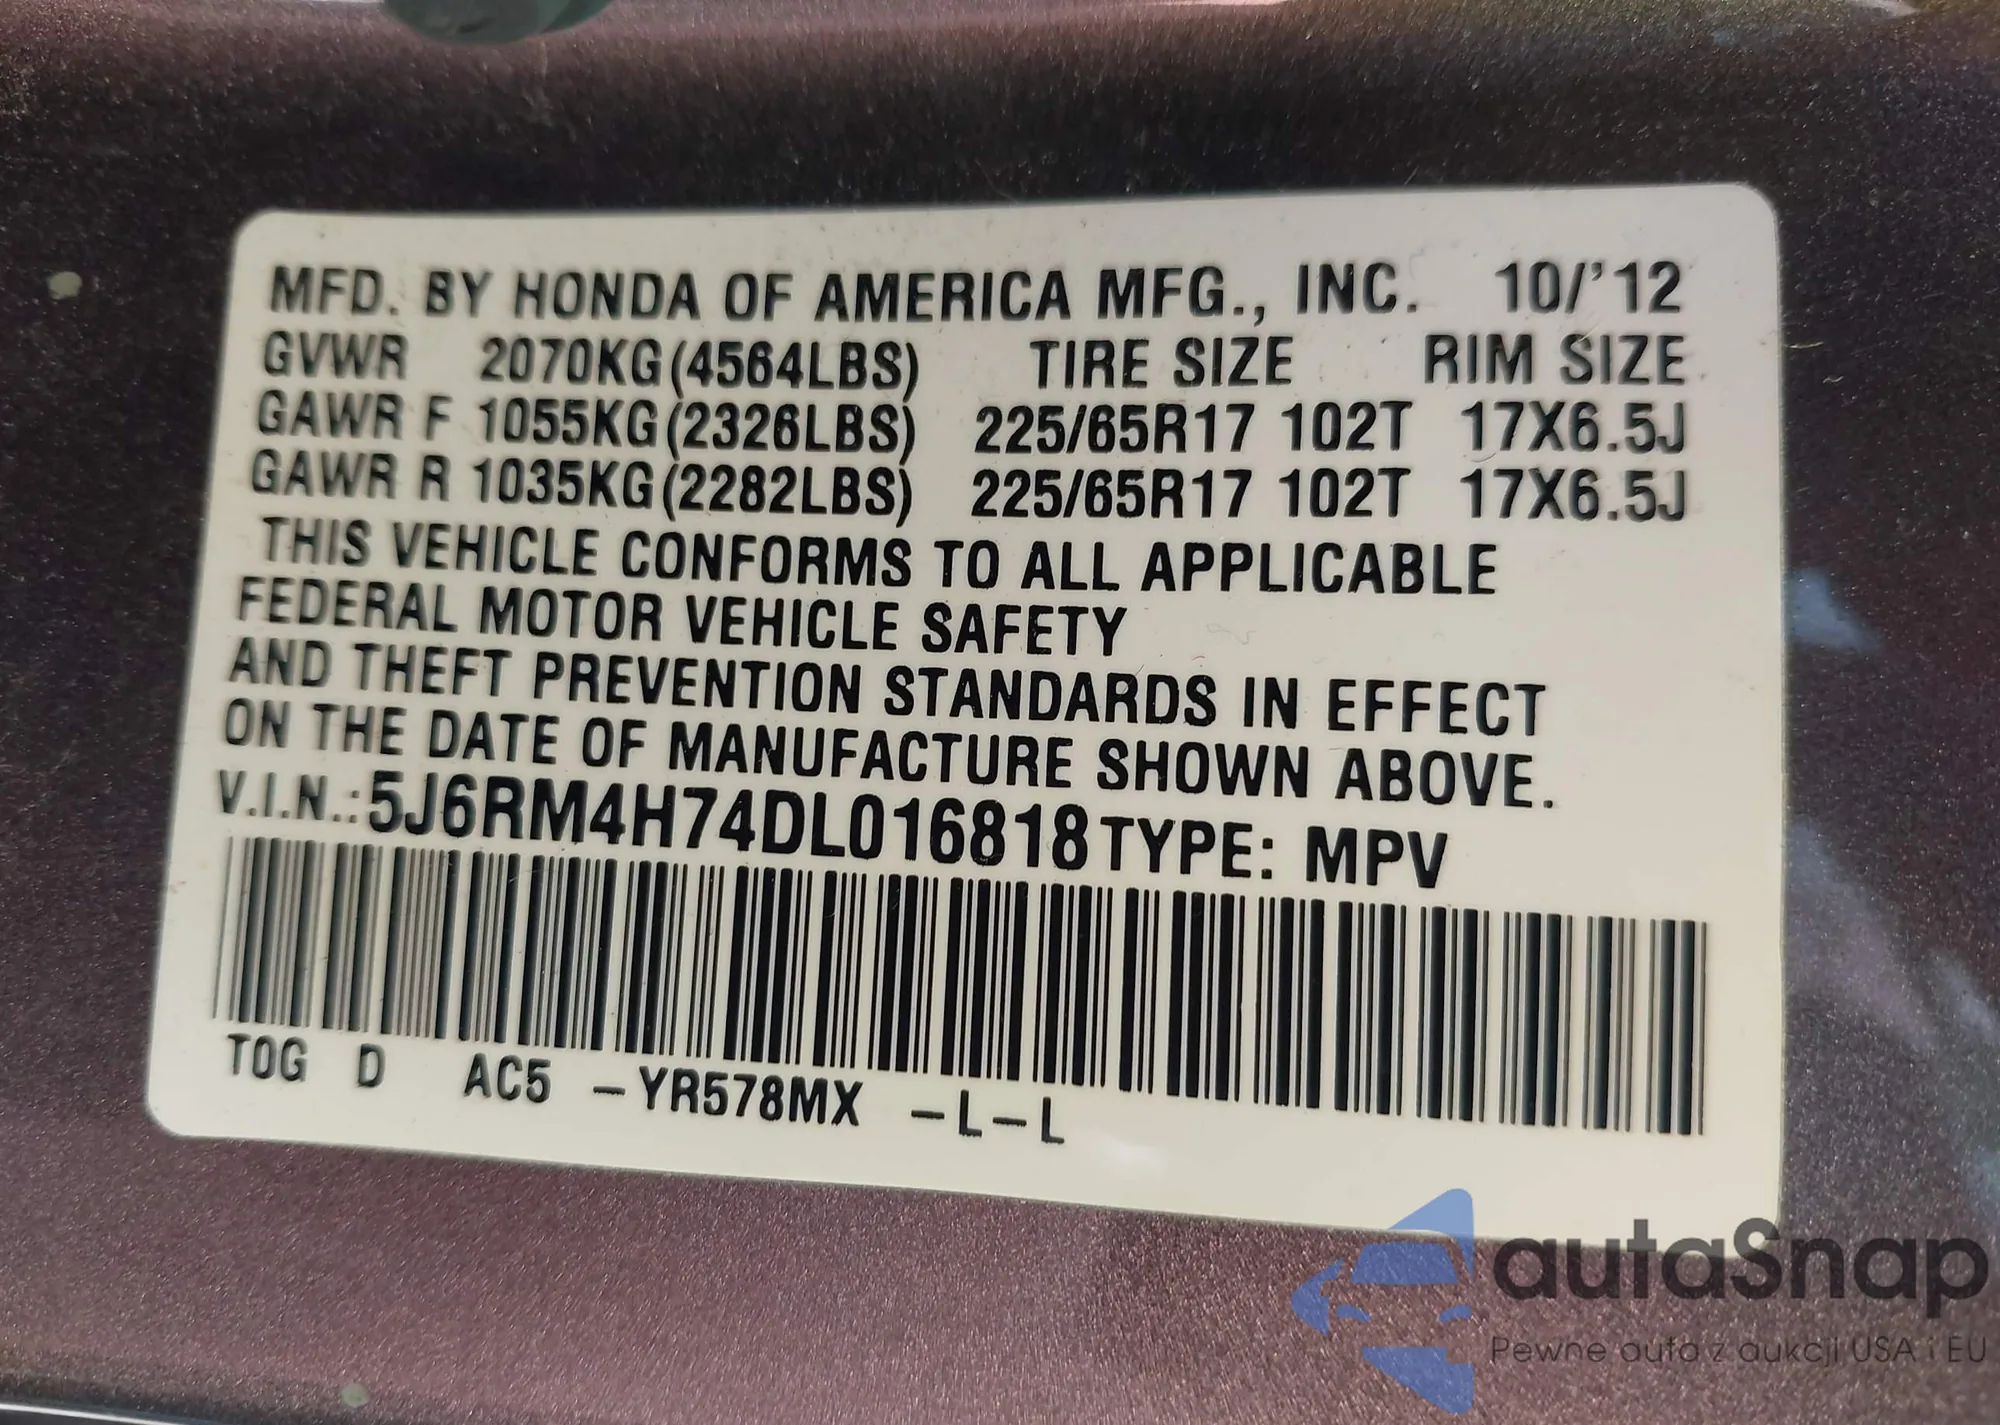 MFD. BY HONDA OF AMERICA MFG., INC. 10/'12
GVWR 2070KG(4564LBS) TIRE SIZE RIM SIZE
GAWR F 1055KG(2326LBS) 225/65R17 102T 17X6.5J
GAWR R 1035KG(2282LBS) 225/65R17 102T 17X6.5J
THIS VEHICLE CONFORMS TO ALL APPLICABLE
FEDERAL MOTOR VEHICLE SAFETY
AND THEFT PREVENTION STANDARDS IN EFFECT
ON THE DATE OF MANUFACTURE SHOWN ABOVE.
V.I.N.:5J6RM4H74DL016818 TYPE: MPV
TOG D AC5 –YR578MX –L–L
autaSnap
Pewne auta z aukcji USA i EU